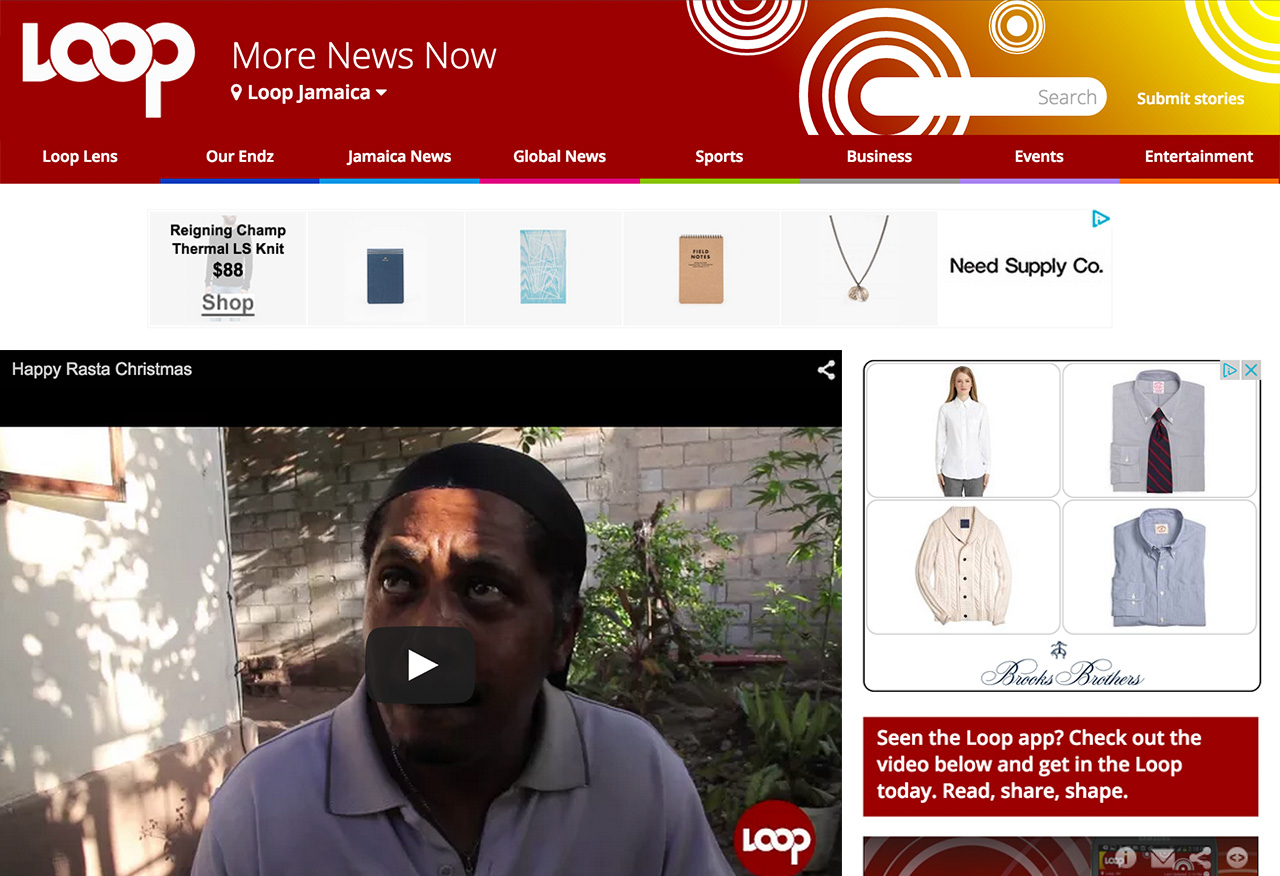 LOOP
More News Now
Loop Jamaica
Search
Submit stories
Loop Lens
Our Endz
Jamaica News
Global News
Sports
Business
Events
Entertainment
Reigning Champ
Thermal LS Knit
$88
Shop
FIELD
NOTES
Need Supply Co.
Happy Rasta Christmas
LOOP
Brooks Brothers
Seen the Loop app? Check out the
video below and get in the Loop
today. Read, share, shape.
LOOP